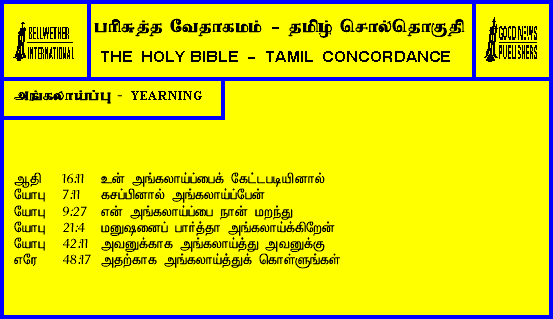 BELLWETHER
INTERNATIONAL
பரிசுத்த வேதாகமம் - தமிழ் சொல்தொகுதி
THE HOLY BIBLE - TAMIL CONCORDANCE
GOOD NEWS
PUBLISHERS
அங்கலாய்ப்பு - YEARNING
ஆதி 16:11 உன் அங்கலாய்ப்பைக் கேட்டபடியினால்
யோபு 7:11 கசப்பினால் அங்கலாய்ப்பேன்
யோபு 9:27 என் அங்கலாய்ப்பை நான் மறந்து
யோபு 21:4 மனுஷனைப் பார்த்தா அங்கலாய்க்கிறேன்
யோபு 42:11 அவனுக்காக அங்கலாய்த்து அவனுக்கு
எரே 48:17 அதற்காக அங்கலாய்த்துக் கொள்ளுங்கள்